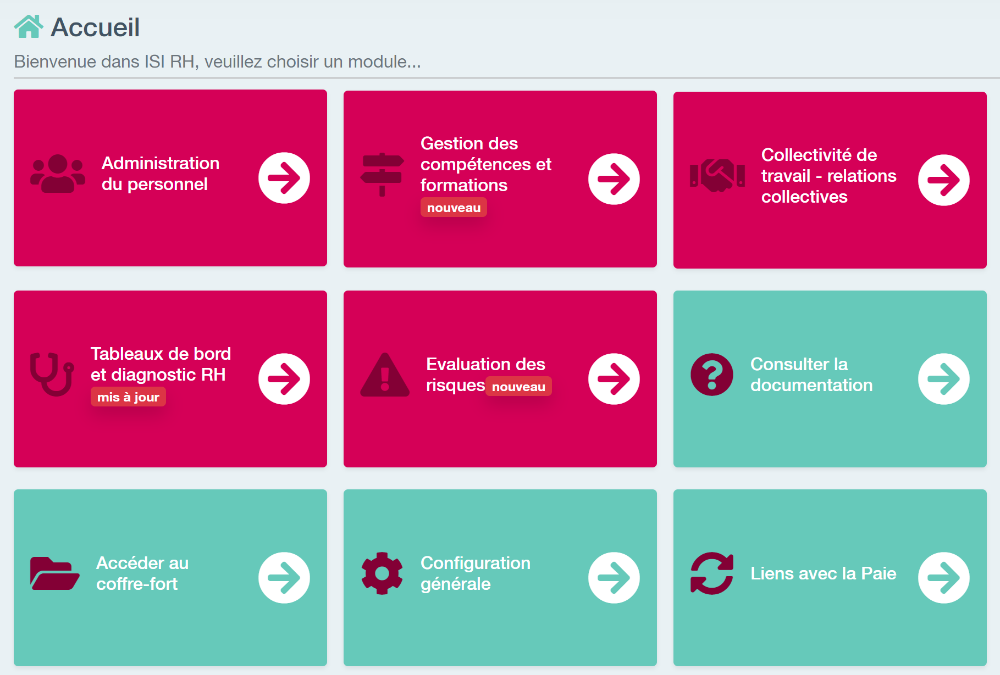 Accueil
Bienvenue dans ISI RH, veuillez choisir un module...
Administration
du personnel
Gestion des
compétences et
formations
nouveau
Collectivité de
travail - relations
collectives
Tableaux de bord
et diagnostic RH
mis à jour
Evaluation des
risques nouveau
Consulter la
documentation
Accéder au
coffre-fort
Configuration
générale
Liens avec la Paie